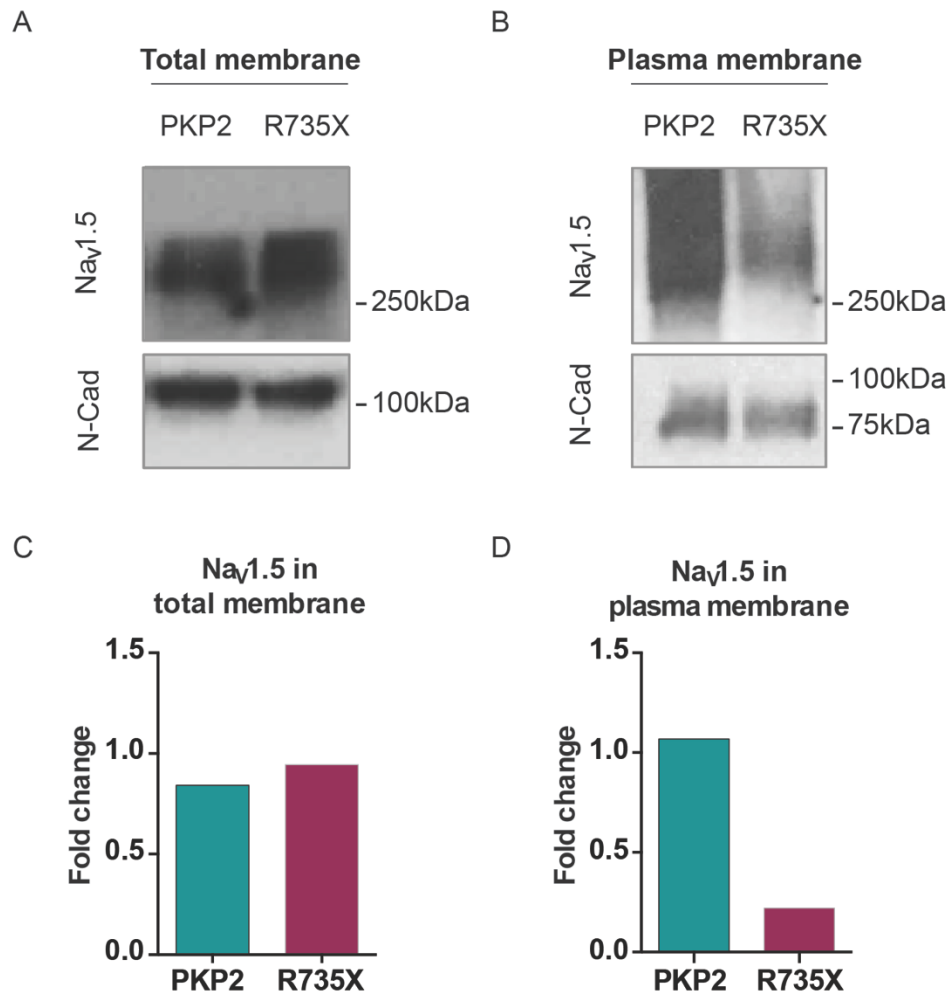 A
Total membrane
PKP2 R735X
Nav1.5
-250kDa
N-Cad
-100kDa
B
Plasma membrane
PKP2 R735X
Nav1.5
-250kDa
N-Cad
-100kDa
-75kDa
C
Nav1.5 in
total membrane
Fold change
1.5
1.0
0.5
0.0
PKP2 R735X
D
Nav1.5 in
plasma membrane
Fold change
1.5
1.0
0.5
0.0
PKP2 R735X